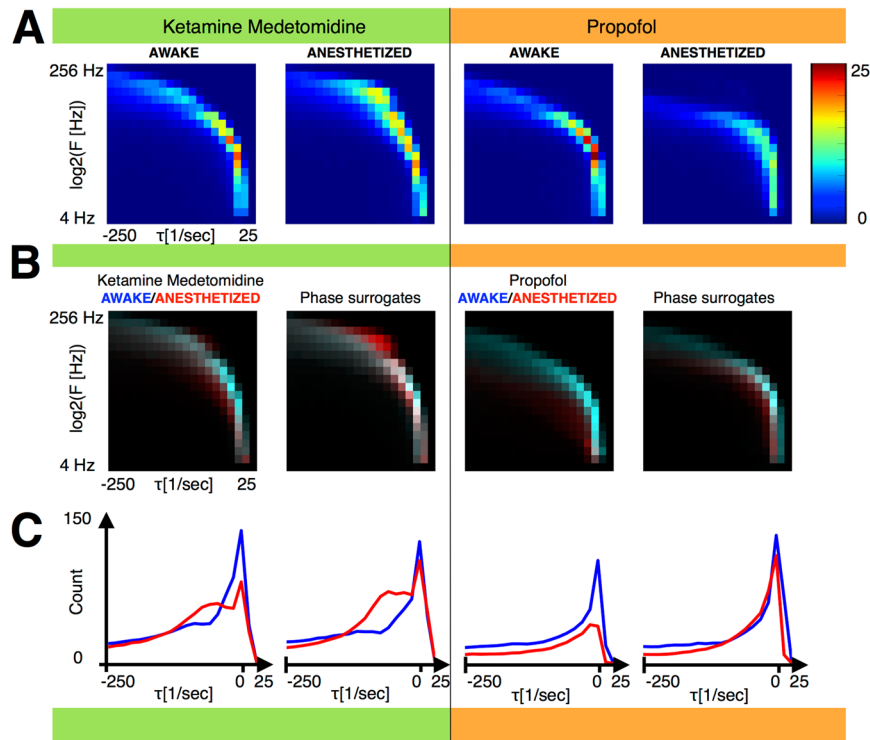 A
Ketamine Medetomidine Propofol
AWAKE ANESTHETIZED AWAKE ANESTHETIZED
256 Hz
log2(F [Hz])
4 Hz
-250 τ[1/sec] 25
25
0
B
Ketamine Medetomidine
AWAKE/ANESTHETIZED
Phase surrogates
Propofol
AWAKE/ANESTHETIZED
Phase surrogates
256 Hz
log2(F [Hz])
4 Hz
-250 τ[1/sec] 25
C
150
Count
0
-250 0 25
τ[1/sec]
-250 0 25
τ[1/sec]
-250 0 25
τ[1/sec]
-250 0 25
τ[1/sec]